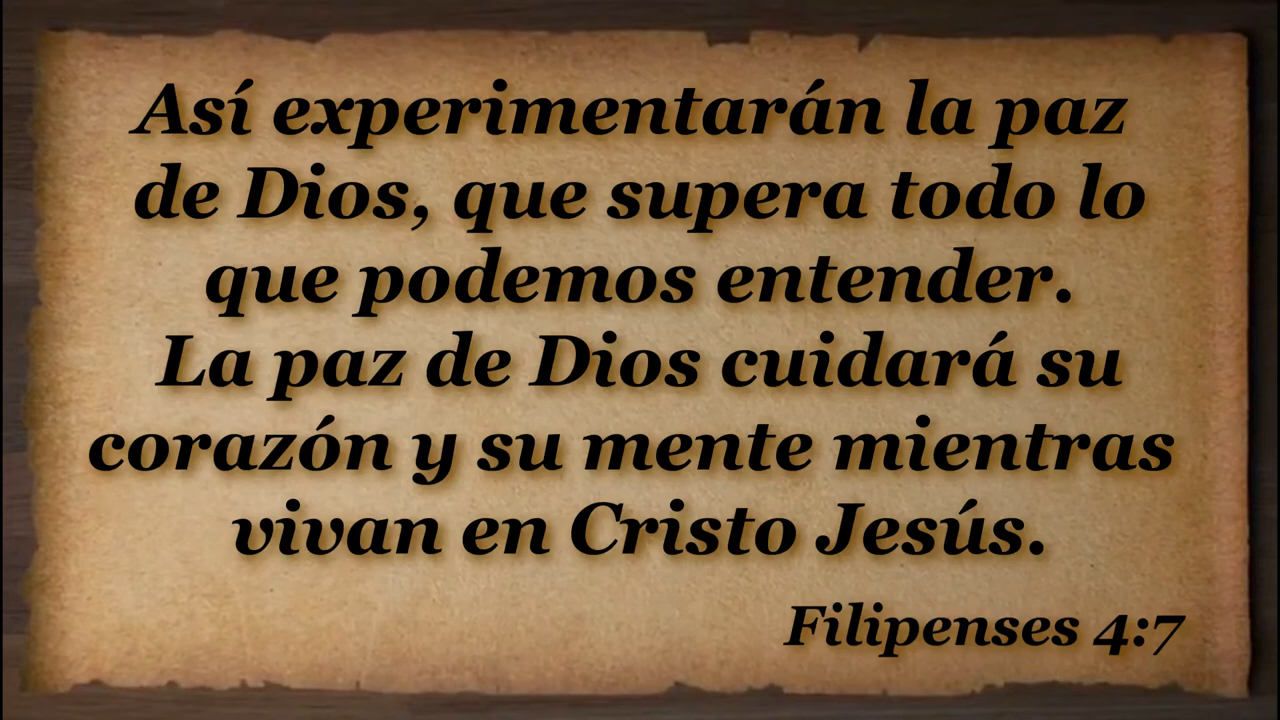 Así experimentarán la paz
de Dios, que supera todo lo
que podemos entender.
La paz de Dios cuidará su
corazón y su mente mientras
vivan en Cristo Jesús.
Filipenses 4:7